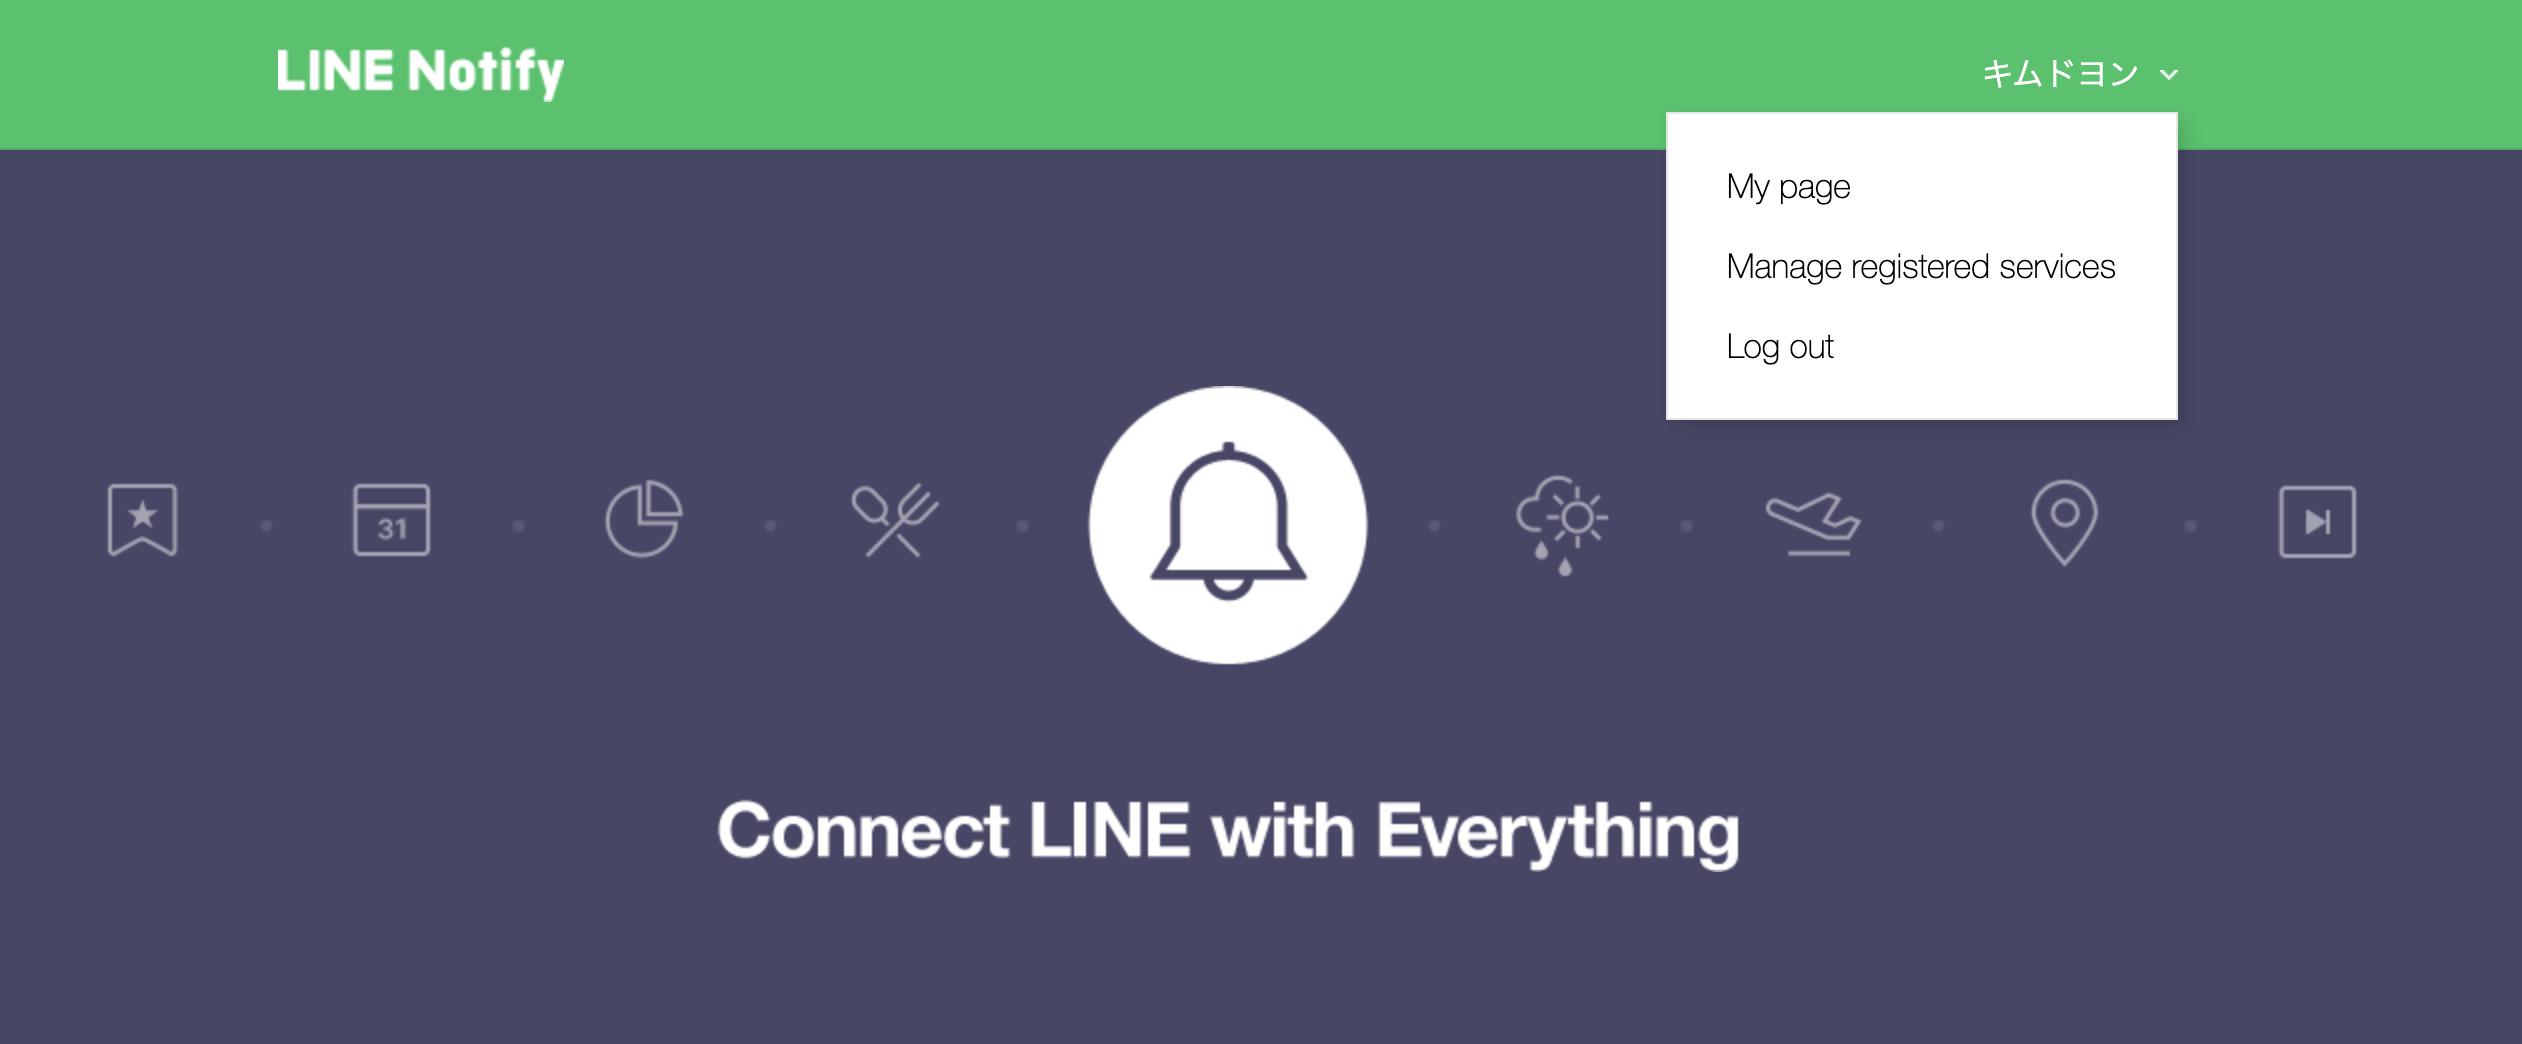 LINE Notify
キムドヨン
My page
Manage registered services
Log out
31
Connect LINE with Everything